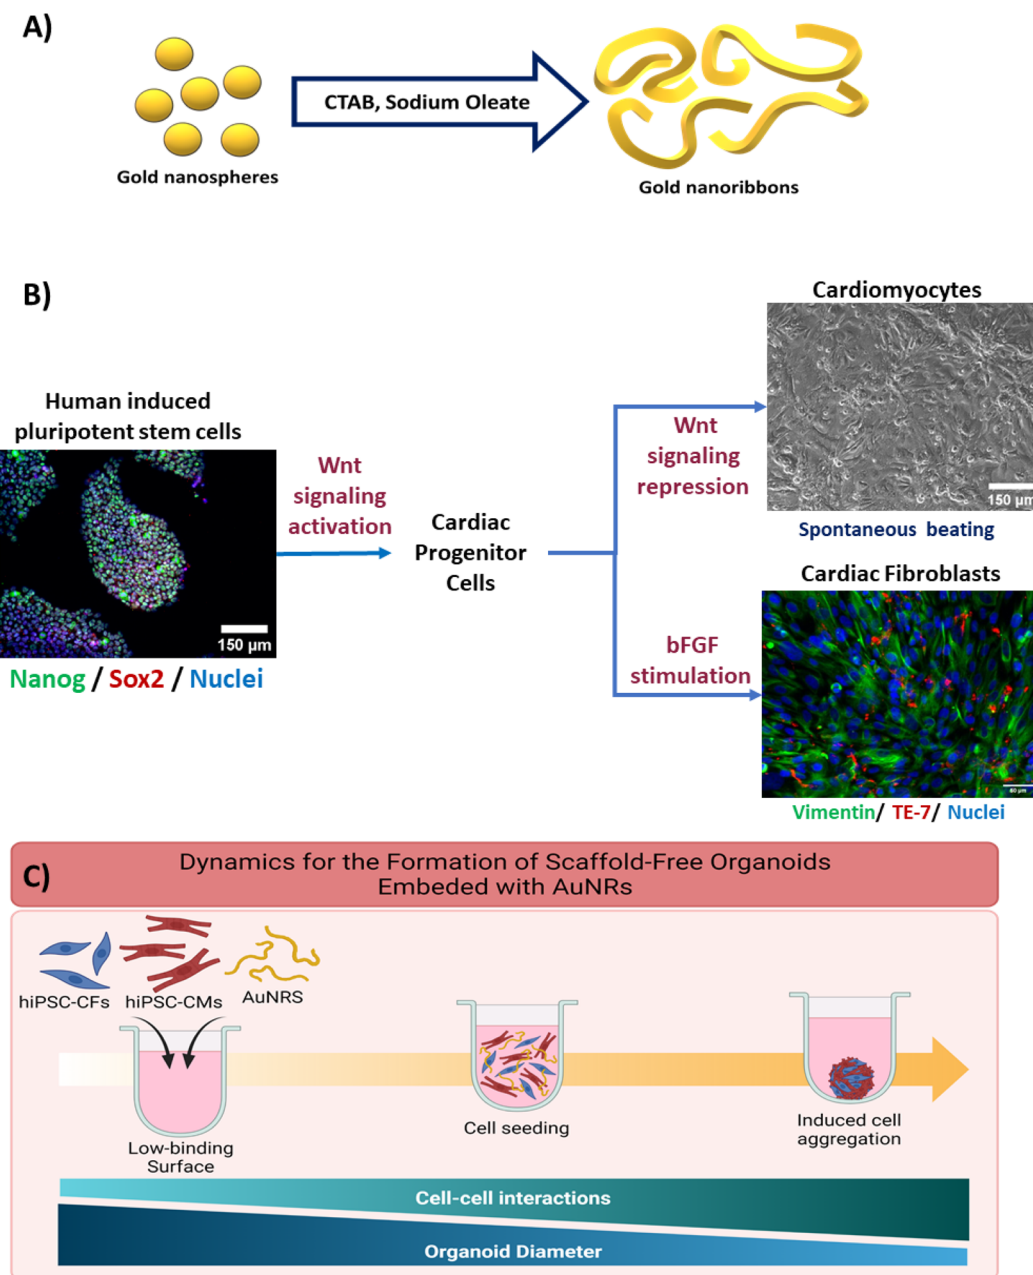 A)
CTAB, Sodium Oleate
Gold nanospheres
Gold nanoribbons
B)
Cardiomyocytes
Human induced
pluripotent stem cells
Wnt
signaling
activation
Cardiac
Progenitor
Cells
Wnt
signaling
repression
150 µm
Spontaneous beating
Cardiac Fibroblasts
150 µm
bFGF
stimulation
Nanog / Sox2 / Nuclei
60 µm
Vimentin/ TE-7/ Nuclei
C)
Dynamics for the Formation of Scaffold-Free Organoids
Embeded with AuNRs
hiPSC-CFs
hiPSC-CMs
AuNRS
Low-binding
Surface
Cell seeding
Induced cell
aggregation
Cell-cell interactions
Organoid Diameter